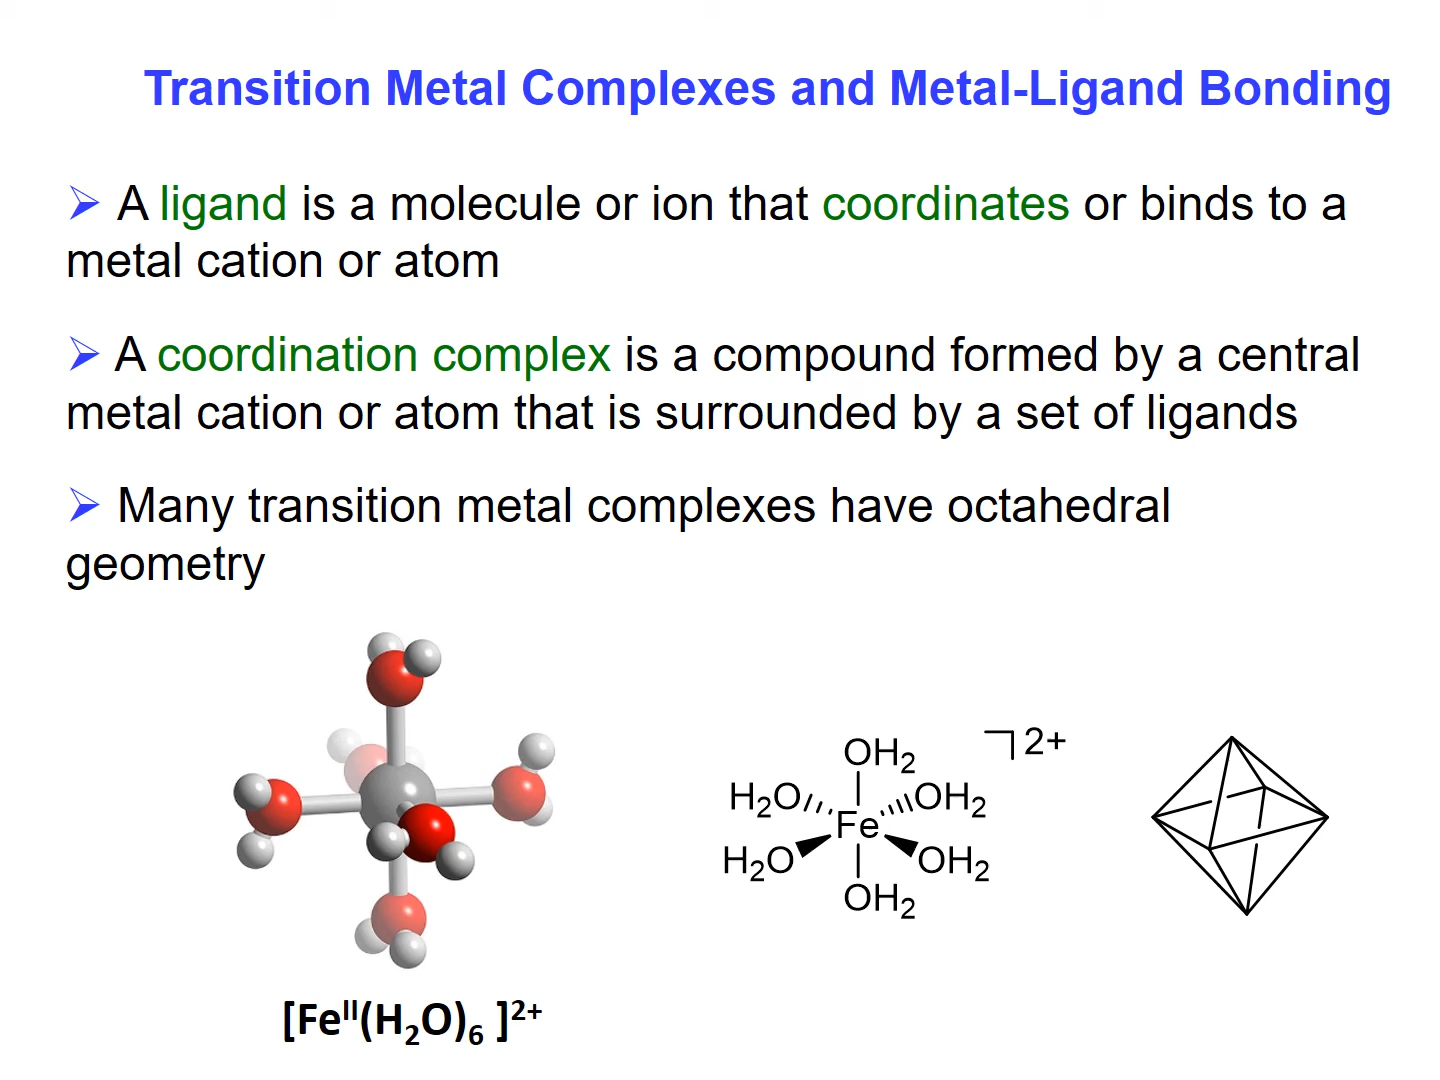 Transition Metal Complexes and Metal-Ligand Bonding
➢ A ligand is a molecule or ion that coordinates or binds to a
metal cation or atom
➢ A coordination complex is a compound formed by a central
metal cation or atom that is surrounded by a set of ligands
➢ Many transition metal complexes have octahedral
geometry
OH₂ ⌝2+
H₂O OH₂
Fe
H₂O OH₂
OH₂
[Feᴵᴵ(H₂O)₆ ]²⁺